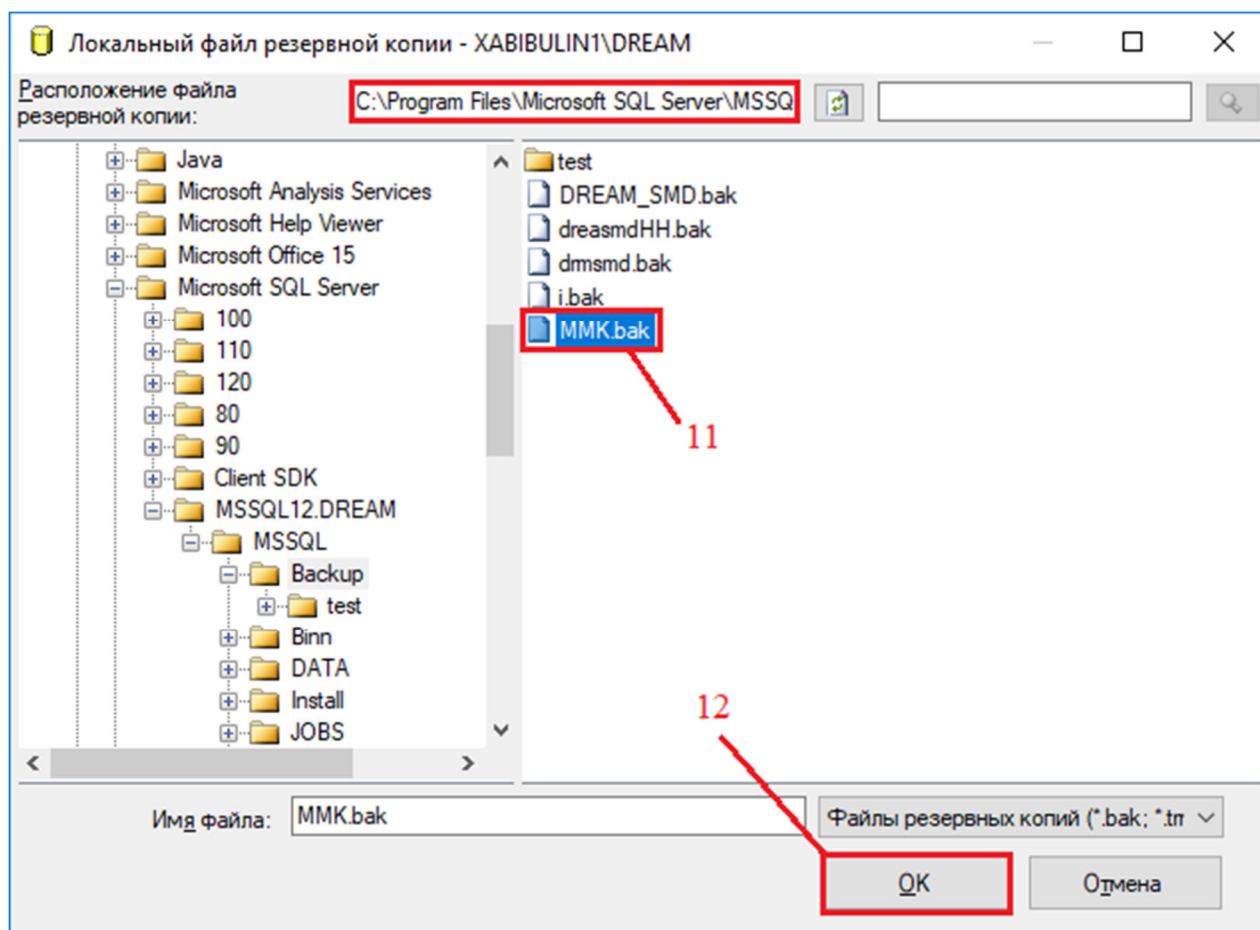 Локальный файл резервной копии - XABIBULIN1\DREAM
Расположение файла
резервной копии:
C:\Program Files\Microsoft SQL Server\MSSQ
Java
Microsoft Analysis Services
Microsoft Help Viewer
Microsoft Office 15
Microsoft SQL Server
100
110
120
80
90
Client SDK
MSSQL12.DREAM
MSSQL
Backup
test
Binn
DATA
Install
JOBS
test
DREAM_SMD.bak
dreasmdHH.bak
drmsmd.bak
i.bak
MMK.bak
11
12
Имя файла:
MMK.bak
Файлы резервных копий (*.bak; *.tr
OK
Отмена